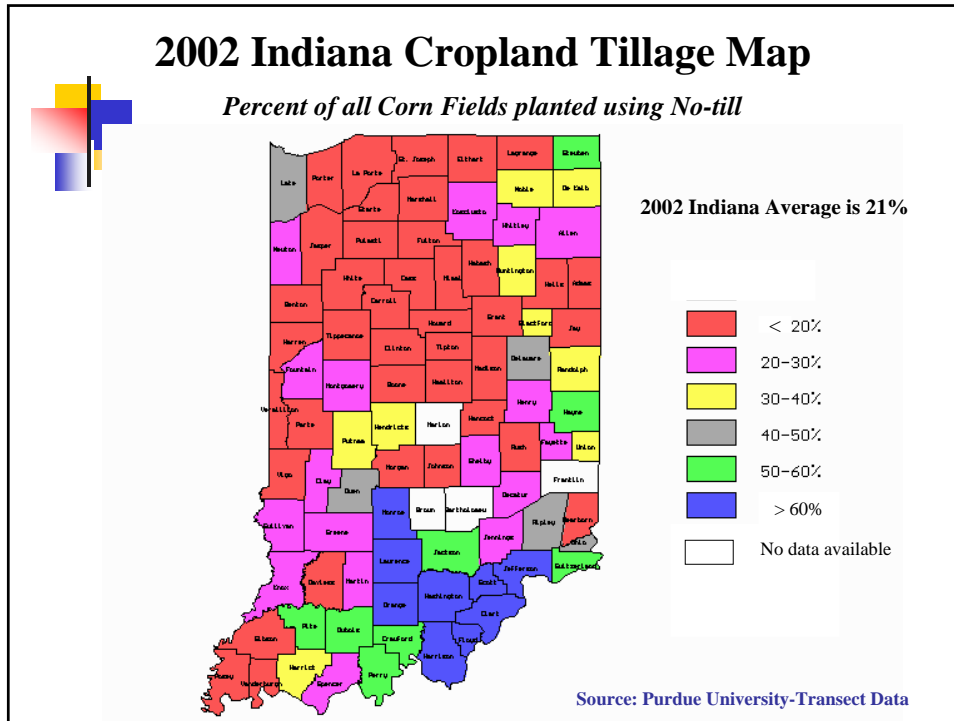 2002 Indiana Cropland Tillage Map
Percent of all Corn Fields planted using No-till
2002 Indiana Average is 21%
< 20%
20-30%
30-40%
40-50%
50-60%
> 60%
No data available
Lake
Porter
La Porte
St. Joseph
Elkhart
Lagrange
Steuben
Noble
De Kalb
Starke
Marshall
Kosciusko
Whitley
Allen
Newton
Jasper
Pulaski
Fulton
Wabash
Huntington
White
Cass
Miami
Wells
Adams
Benton
Carroll
Grant
Blackford
Jay
Warren
Tippecanoe
Howard
Clinton
Tipton
Madison
Delaware
Randolph
Fountain
Montgomery
Boone
Hamilton
Henry
Wayne
Vermillion
Parke
Putnam
Hendricks
Marion
Hancock
Rush
Fayette
Union
Vigo
Clay
Owen
Morgan
Johnson
Shelby
Decatur
Franklin
Sullivan
Greene
Monroe
Brown
Bartholomew
Jennings
Ripley
Dearborn
Ohio
Lawrence
Jackson
Jefferson
Switzerland
Knox
Daviess
Martin
Orange
Washington
Scott
Clark
Gibson
Pike
Dubois
Crawford
Floyd
Harrison
Posey
Vanderburgh
Warrick
Spencer
Perry
Source: Purdue University-Transect Data